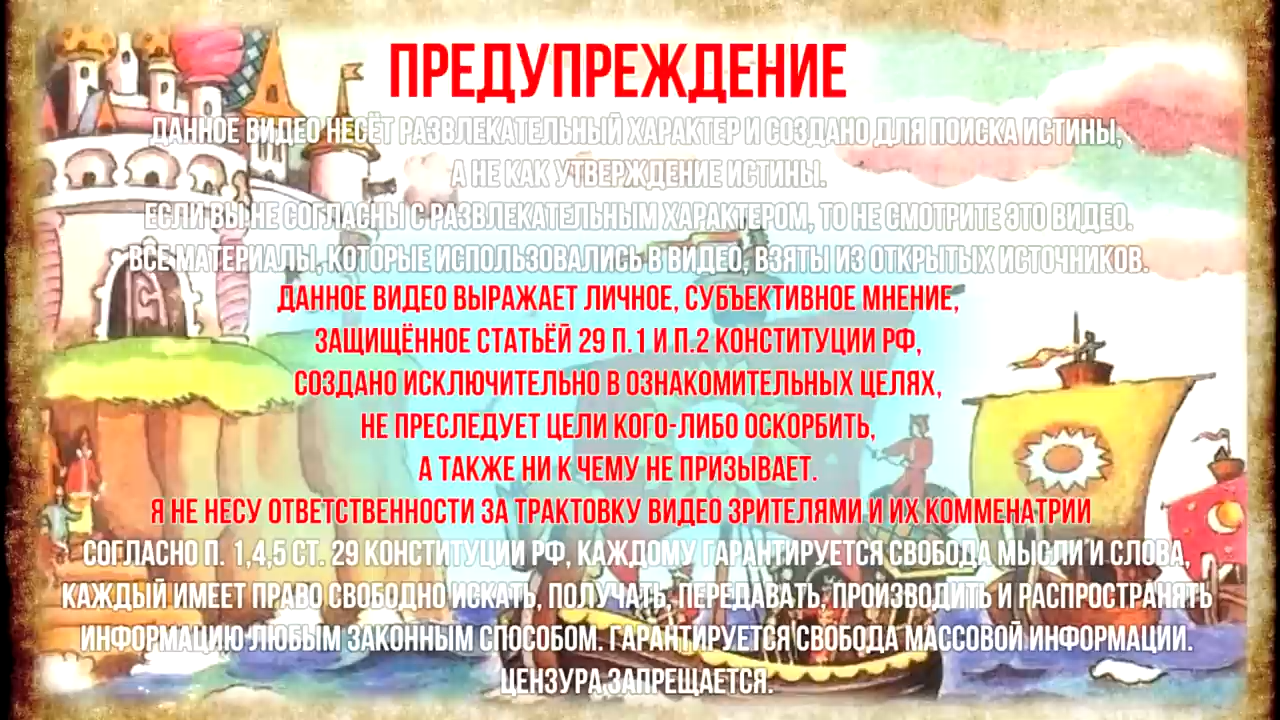 ПРЕДУПРЕЖДЕНИЕ
ДАННОЕ ВИДЕО НЕСЁТ РАЗВЛЕКАТЕЛЬНЫЙ ХАРАКТЕР И СОЗДАНО ДЛЯ ПОИСКА ИСТИНЫ,
А НЕ КАК УТВЕРЖДЕНИЕ ИСТИНЫ.
ЕСЛИ ВЫ НЕ СОГЛАСНЫ С РАЗВЛЕКАТЕЛЬНЫМ ХАРАКТЕРОМ, ТО НЕ СМОТРИТЕ ЭТО ВИДЕО.
ВСЕ МАТЕРИАЛЫ, КОТОРЫЕ ИСПОЛЬЗОВАЛИСЬ В ВИДЕО, ВЗЯТЫ ИЗ ОТКРЫТЫХ ИСТОЧНИКОВ.
ДАННОЕ ВИДЕО ВЫРАЖАЕТ ЛИЧНОЕ, СУБЪЕКТИВНОЕ МНЕНИЕ,
ЗАЩИЩЁННОЕ СТАТЬЁЙ 29 П.1 И П.2 КОНСТИТУЦИИ РФ,
СОЗДАНО ИСКЛЮЧИТЕЛЬНО В ОЗНАКОМИТЕЛЬНЫХ ЦЕЛЯХ,
НЕ ПРЕСЛЕДУЕТ ЦЕЛИ КОГО-ЛИБО ОСКОРБИТЬ,
А ТАКЖЕ НИ К ЧЕМУ НЕ ПРИЗЫВАЕТ.
Я НЕ НЕСУ ОТВЕТСТВЕННОСТИ ЗА ТРАКТОВКУ ВИДЕО ЗРИТЕЛЯМИ И ИХ КОММЕНАТРИИ
СОГЛАСНО П. 1,4,5 СТ. 29 КОНСТИТУЦИИ РФ, КАЖДОМУ ГАРАНТИРУЕТСЯ СВОБОДА МЫСЛИ И СЛОВА,
КАЖДЫЙ ИМЕЕТ ПРАВО СВОБОДНО ИСКАТЬ, ПОЛУЧАТЬ, ПЕРЕДАВАТЬ, ПРОИЗВОДИТЬ И РАСПРОСТРАНЯТЬ
ИНФОРМАЦИЮ ЛЮБЫМ ЗАКОННЫМ СПОСОБОМ. ГАРАНТИРУЕТСЯ СВОБОДА МАССОВОЙ ИНФОРМАЦИИ.
ЦЕНЗУРА ЗАПРЕЩАЕТСЯ.